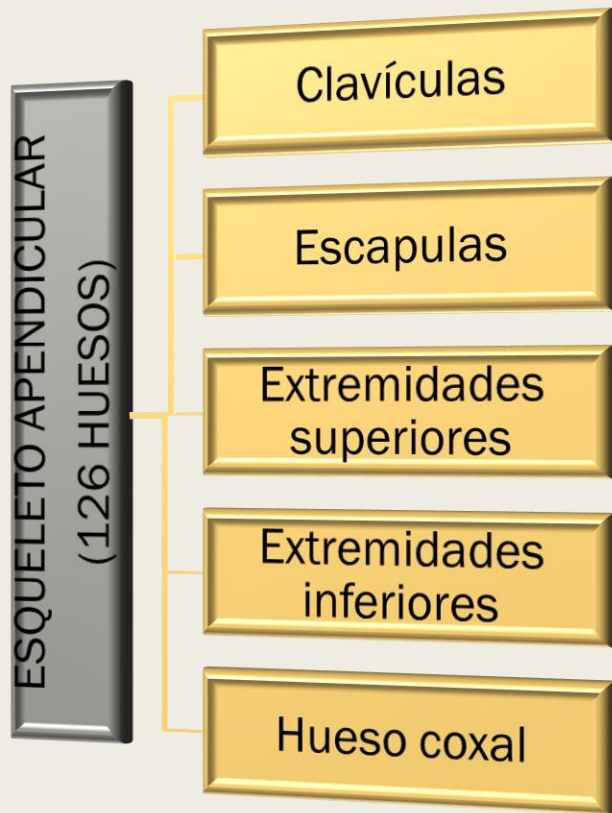 ESQUELETO APENDICULAR
(126 HUESOS)
Clavículas
Escapulas
Extremidades
superiores
Extremidades
inferiores
Hueso coxal